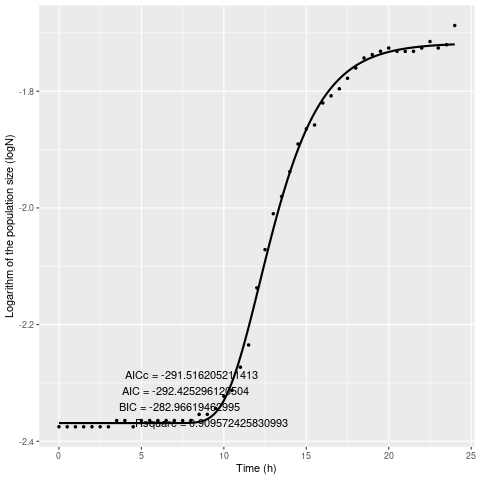 Logarithm of the population size (logN)
-1.8
-2.0
-2.2
-2.4
AICc = -291.516205211413
AIC = -292.425296120504
BIC = -282.96619462995
0 5 10 15 20 25
Time (h)